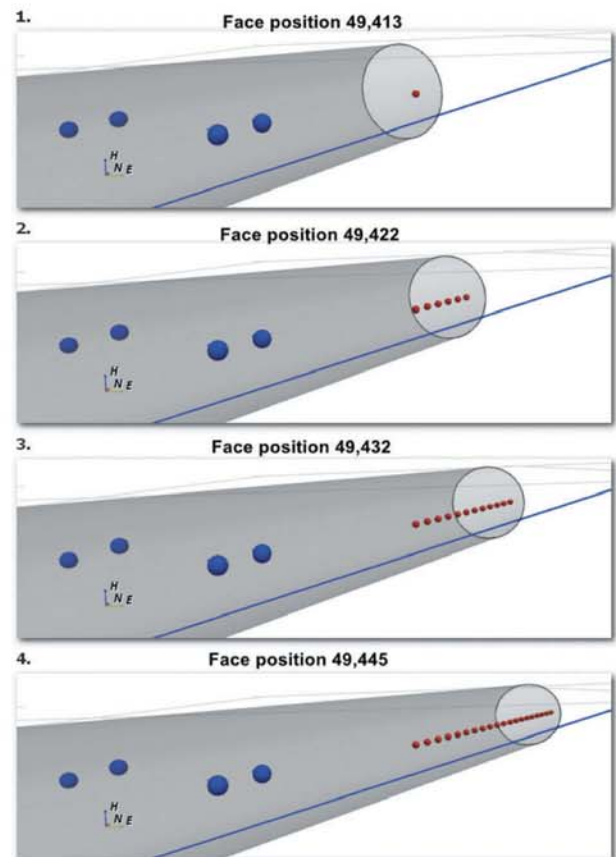 1.
Face position 49,413
H
N E
2.
Face position 49,422
H
N E
3.
Face position 49,432
H
N E
4.
Face position 49,445
H
N E